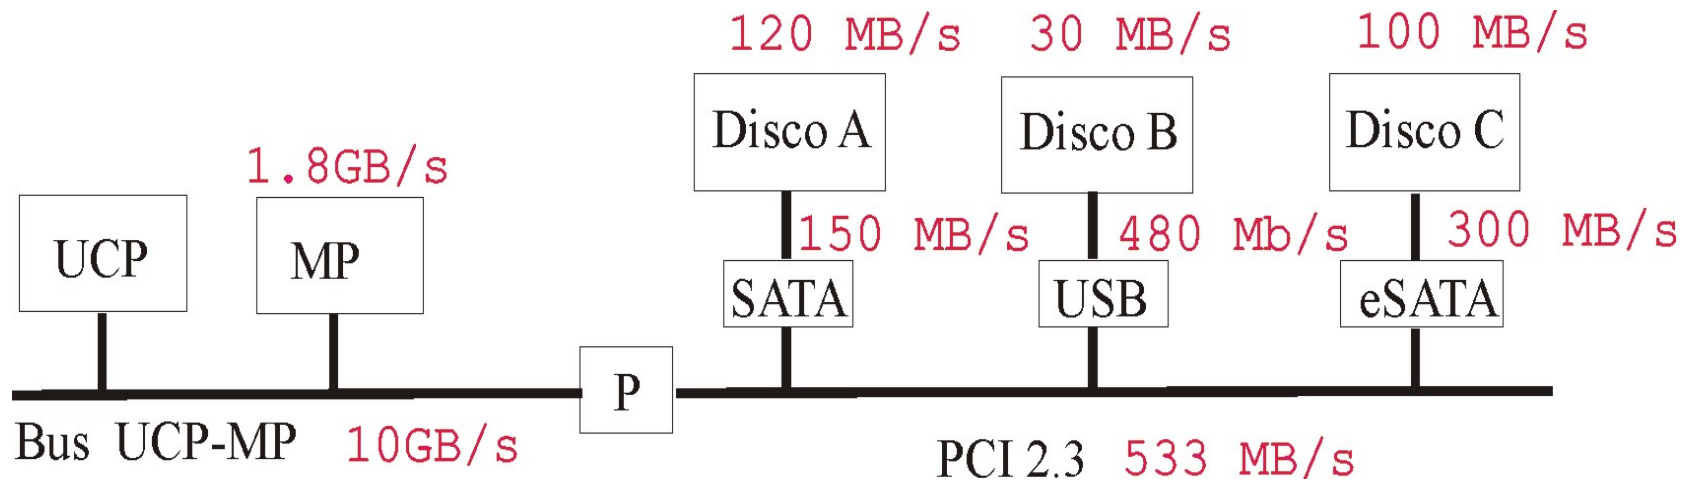 120 MB/s
30 MB/s
100 MB/s
Disco A
Disco B
Disco C
1.8GB/s
UCP
MP
150 MB/s
480 Mb/s
300 MB/s
SATA
USB
eSATA
P
Bus UCP-MP
10GB/s
PCI 2.3
533 MB/s